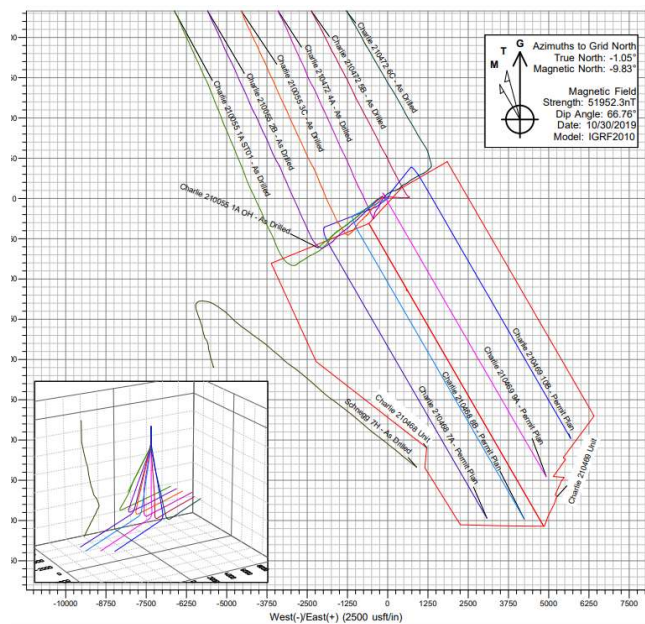 G
T
M
Azimuths to Grid North
True North: -1.05°
Magnetic North: -9.83°
Magnetic Field
Strength: 51952.3nT
Dip Angle: 66.76°
Date: 10/30/2019
Model: IGRF2010
Charlie 210472 6C - As Drilled
Charlie 210472 5B - As Drilled
Charlie 210472 4A - As Drilled
Charlie 210055 3C - As Drilled
Charlie 210055 2B - As Drilled
Charlie 210055 1A ST01 - As Drilled
Charlie 210055 1A OH - As Drilled
Charlie 210469 10B - Permit Plan
Charlie 210469 9A - Permit Plan
Charlie 210468 8B - Permit Plan
Charlie 210468 7A - Permit Plan
Charlie 210468 Unit
Charlie 210469 Unit
Schnegg 7H - As Drilled
-10000 -8750 -7500 -6250 -5000 -3750 -2500 -1250 0 1250 2500 3750 5000 6250 7500
West(-)/East(+) (2500 usft/in)